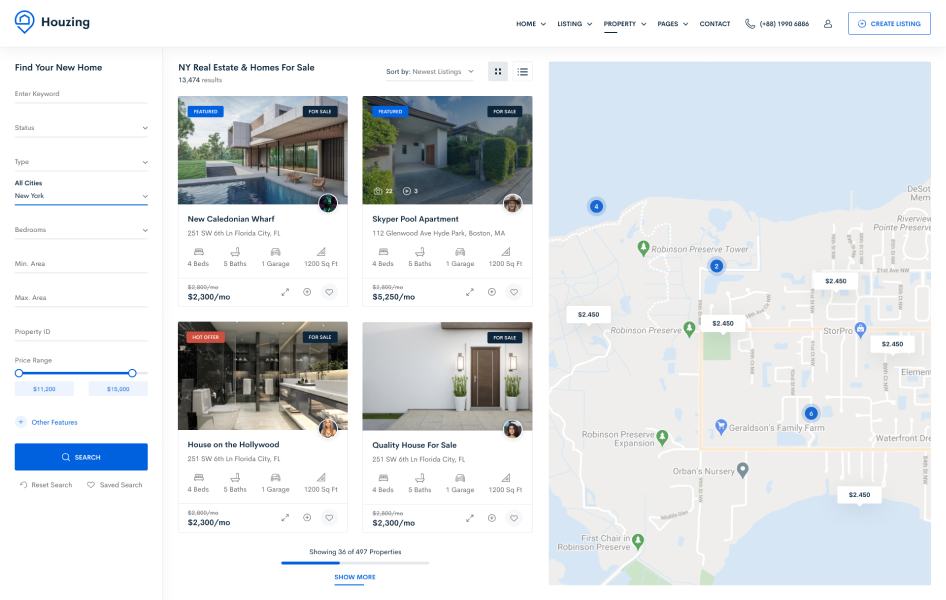 Houzing
HOME
LISTING
PROPERTY
PAGES
CONTACT
(+88) 1990 6886
CREATE LISTING
Find Your New Home
Enter Keyword
Status
Type
All Cities
New York
Bedrooms
Min. Area
Max. Area
Property ID
Price Range
$11,200
$15,000
Other Features
SEARCH
Reset Search
Saved Search
NY Real Estate & Homes For Sale
13,474 results
Sort by: Newest Listings
FEATURED
FOR SALE
New Caledonian Wharf
251 SW 6th Ln Florida City, FL
4 Beds
5 Baths
1 Garage
1200 Sq Ft
$2,800/mo
$2,300/mo
FEATURED
FOR SALE
22
3
Skyper Pool Apartment
112 Glenwood Ave Hyde Park, Boston, MA
4 Beds
5 Baths
1 Garage
1200 Sq Ft
$2,800/mo
$5,250/mo
HOT OFFER
FOR SALE
House on the Hollywood
251 SW 6th Ln Florida City, FL
4 Beds
5 Baths
1 Garage
1200 Sq Ft
$2,800/mo
$2,300/mo
FOR SALE
Quality House For Sale
251 SW 6th Ln Florida City, FL
4 Beds
5 Baths
1 Garage
1200 Sq Ft
$2,800/mo
$2,300/mo
Showing 36 of 497 Properties
SHOW MORE
DeSot
Mem
4
Riverview
Pointe Preserve
Robinson Preserve Tower
2
21st Ave NW
$2.450
$2.450
$2.450
Robinson Preserve
StorPro
$2.450
Element
6
Geraldson's Family Farm
Robinson Preserve
Expansion
Waterfront Dre
Orban's Nursery
$2.450
First Chair in
Robinson Preserve